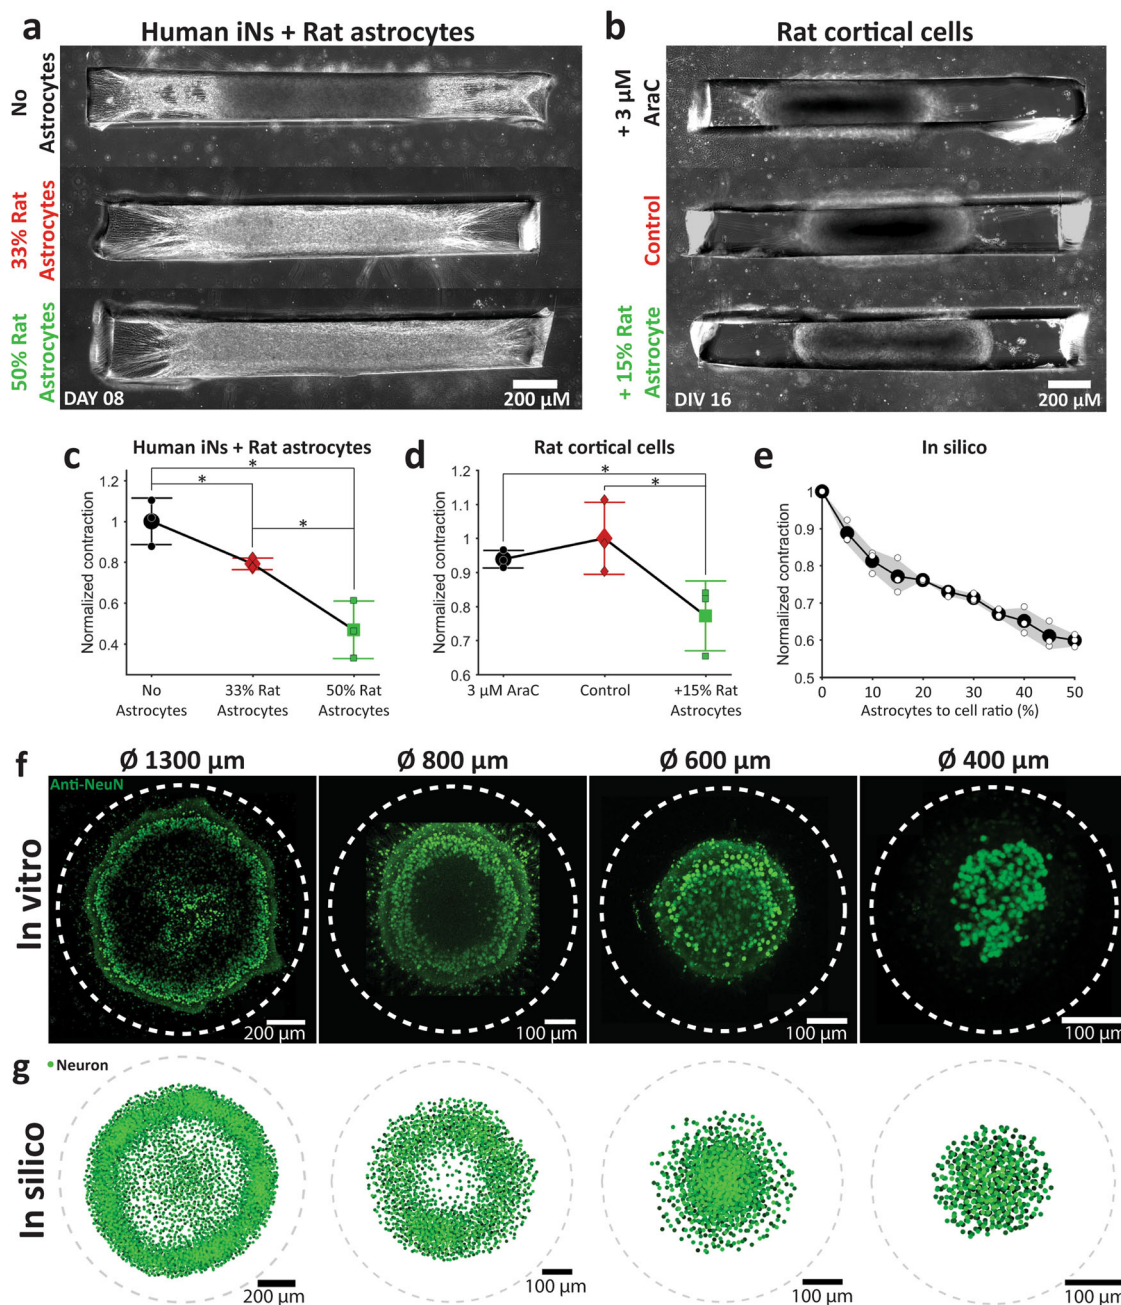 a
Human iNs + Rat astrocytes
No
Astrocytes
33% Rat
Astrocytes
50% Rat
Astrocytes
DAY 08
200 µM
b
Rat cortical cells
+ 3 µM
AraC
Control
+ 15% Rat
Astrocyte
DIV 16
200 µM
c
Human iNs + Rat astrocytes
Normalized contraction
1.2
1
0.8
0.6
0.4
*
*
*
No
Astrocytes
33% Rat
Astrocytes
50% Rat
Astrocytes
d
Rat cortical cells
Normalized contraction
1.2
1.1
1
0.9
0.8
0.7
0.6
*
*
3 µM AraC
Control
+15% Rat
Astrocytes
e
In silico
Normalized contraction
1
0.9
0.8
0.7
0.6
0.5
0 10 20 30 40 50
Astrocytes to cell ratio (%)
f
In vitro
Ø 1300 µm
Ø 800 µm
Ø 600 µm
Ø 400 µm
Anti-NeuN
200 µm
100 µm
100 µm
100 µm
g
Neuron
In silico
200 µm
100 µm
100 µm
100 µm